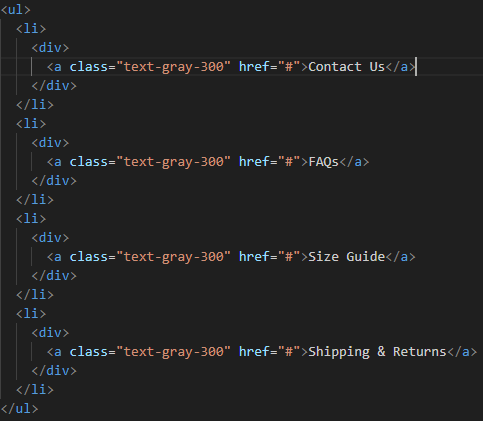 <ul>
<li>
<div>
<a class="text-gray-300" href="#">Contact Us</a>
</div>
</li>
<li>
<div>
<a class="text-gray-300" href="#">FAQs</a>
</div>
</li>
<li>
<div>
<a class="text-gray-300" href="#">Size Guide</a>
</div>
</li>
<li>
<div>
<a class="text-gray-300" href="#">Shipping & Returns</a>
</div>
</li>
</ul>